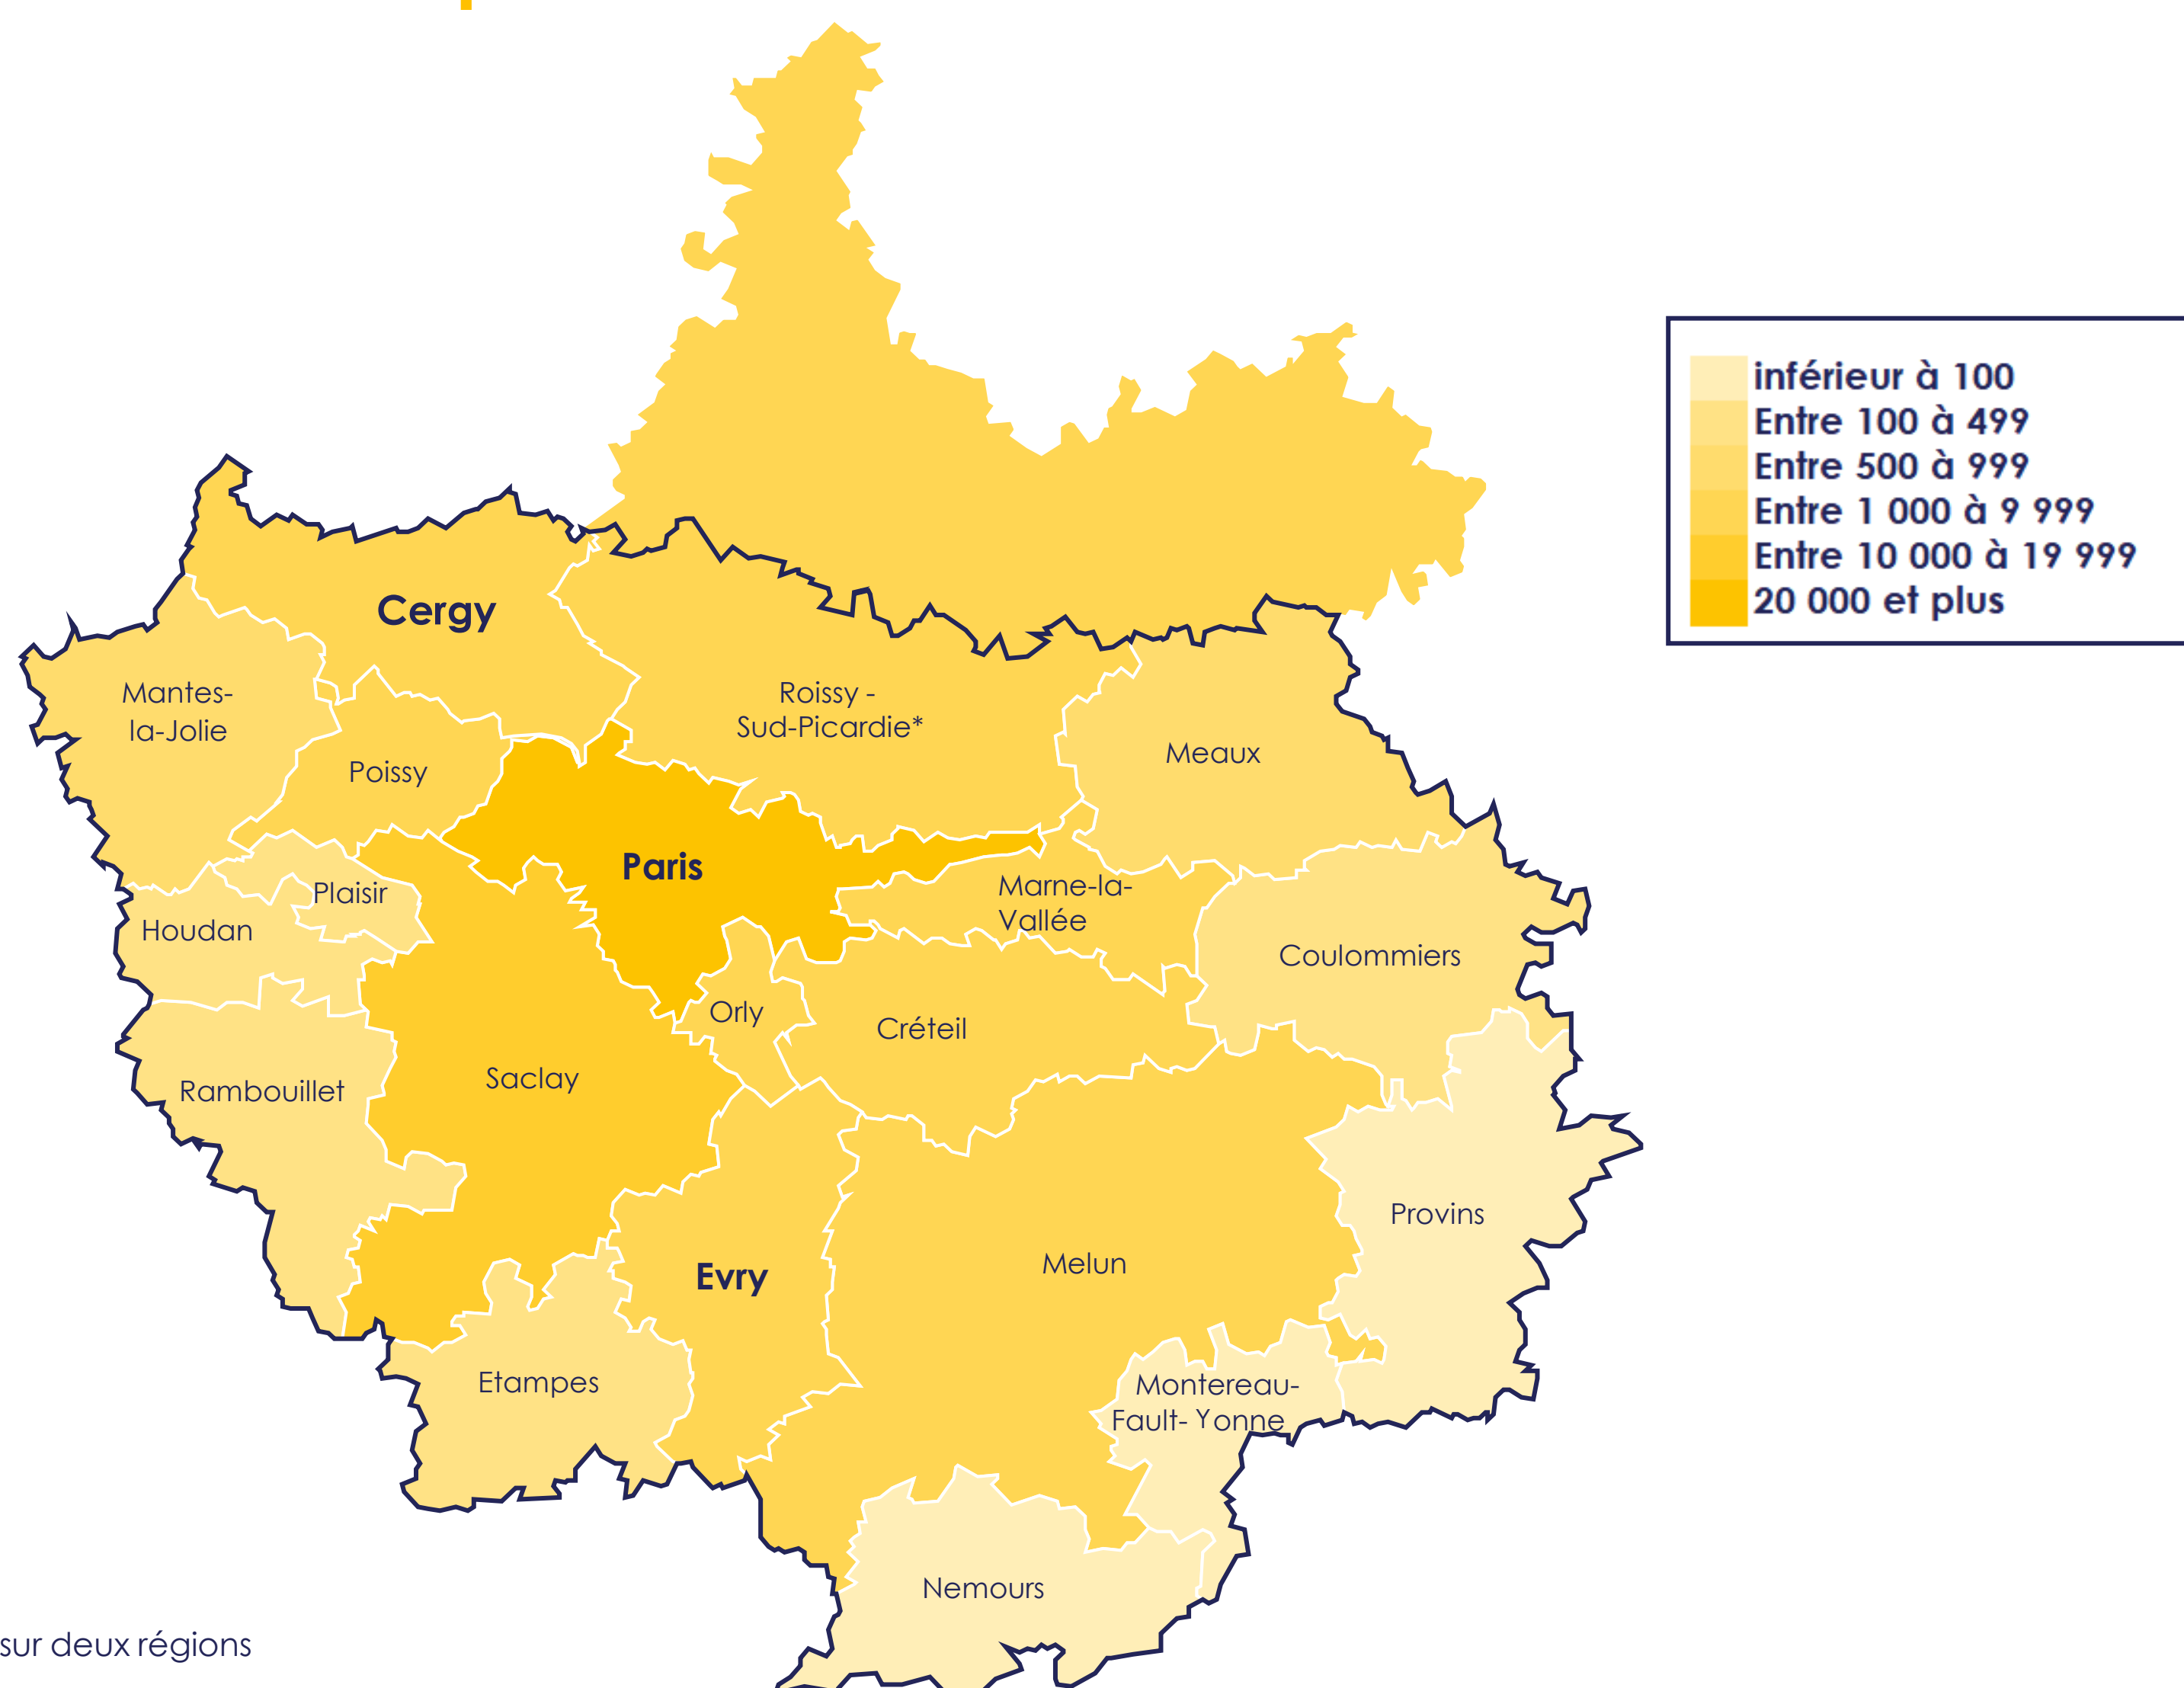 inférieur à 100
Entre 100 à 499
Entre 500 à 999
Entre 1 000 à 9 999
Entre 10 000 à 19 999
20 000 et plus
Cergy
Mantes-
la-Jolie
Roissy -
Sud-Picardie*
Meaux
Poissy
Paris
Plaisir
Marne-la-
Vallée
Houdan
Coulommiers
Orly
Créteil
Saclay
Rambouillet
Provins
Melun
Evry
Etampes
Montereau-
Fault- Yonne
Nemours
sur deux régions